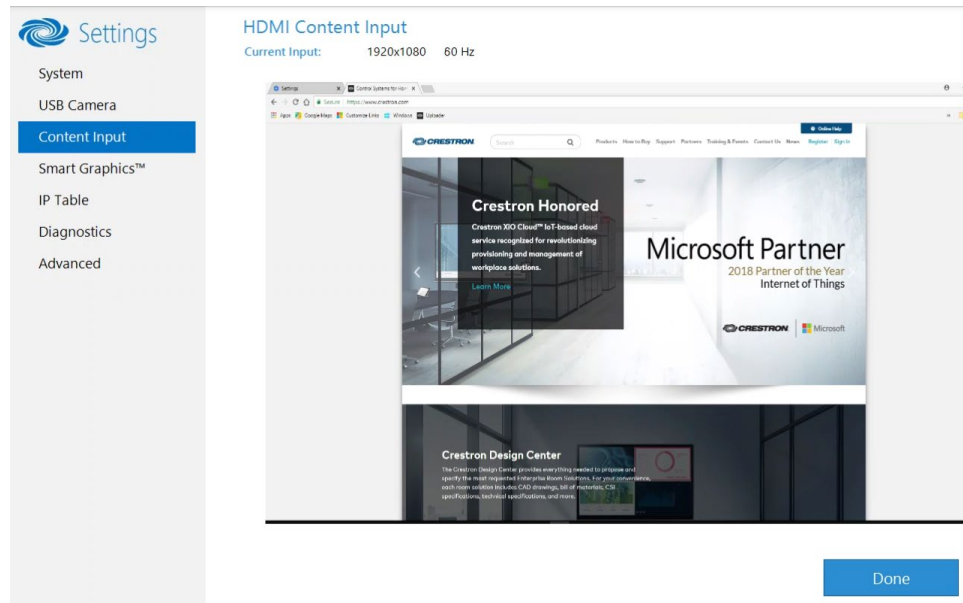 Settings
System
USB Camera
Content Input
Smart Graphics™
IP Table
Diagnostics
Advanced
HDMI Content Input
Current Input: 1920x1080 60 Hz
Settings Control Systems for
Secure https://www.crestron.com
Apps Google Maps Customize Links Windows Uploader
Online Help
CRESTRON Search Products How to Buy Support Partners Training & Events Contact Us News Register Sign In
Crestron Honored
Crestron XiO Cloud™ IoT-based cloud
service recognized for revolutionizing
provisioning and management of
workplace solutions.
Learn More
Microsoft Partner
2018 Partner of the Year
Internet of Things
CRESTRON Microsoft
Crestron Design Center
The Crestron Design Center provides everything needed to propose and
specify the most requested Enterprise Room Solutions. For your convenience,
each room solution includes CAD drawings, bill of materials, CSI
specifications, technical specifications, and more.
Done